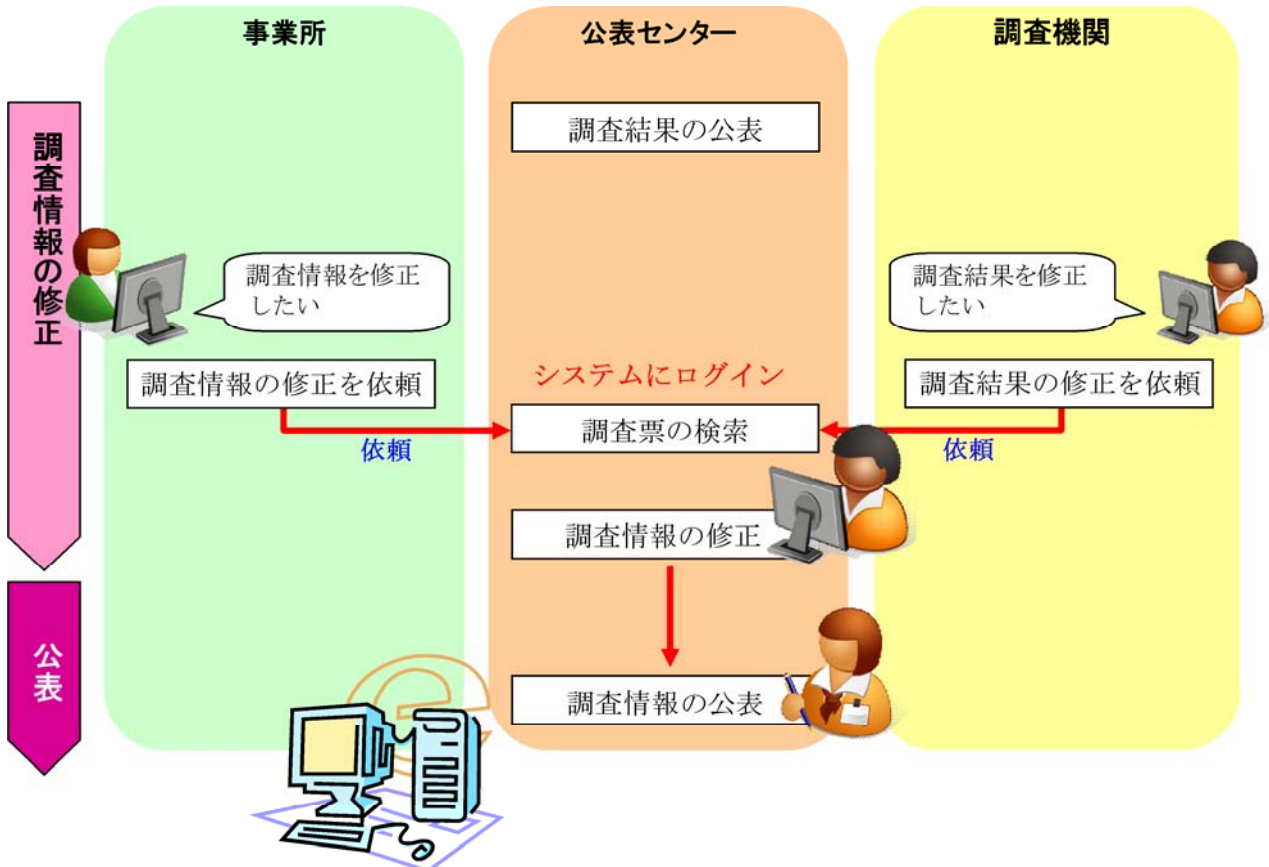 事業所
公表センター
調査機関
調査情報の修正
調査結果の公表
調査情報を修正
したい
調査結果を修正
したい
調査情報の修正を依頼
システムにログイン
調査結果の修正を依頼
調査票の検索
依頼
依頼
調査情報の修正
公表
調査情報の公表